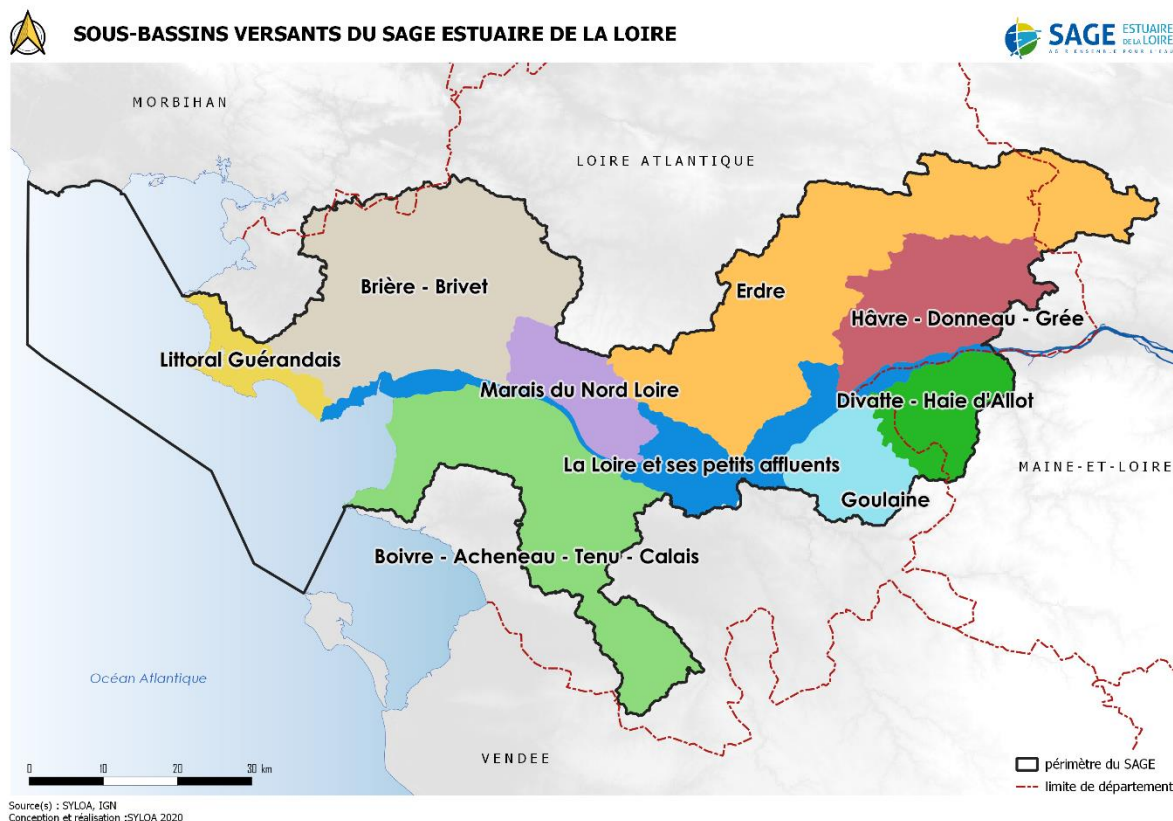 SOUS-BASSINS VERSANTS DU SAGE ESTUAIRE DE LA LOIRE
SAGE ESTUAIRE
DE LA LOIRE
MORBIHAN
LOIRE ATLANTIQUE
Brière - Brivet
Erdre
Hâvre - Donneau - Grée
Littoral Guérandais
Marais du Nord Loire
Divatte - Haie d'Allot
La Loire et ses petits affluents
MAINE-ET-LOIRE
Goulaine
Boivre - Acheneau - Tenu - Calais
Océan Atlantique
VENDEE
0 10 20 30 km
périmètre du SAGE
limite de département
Source(s) : SYLOA, IGN
Conception et réalisation :SYLOA 2020